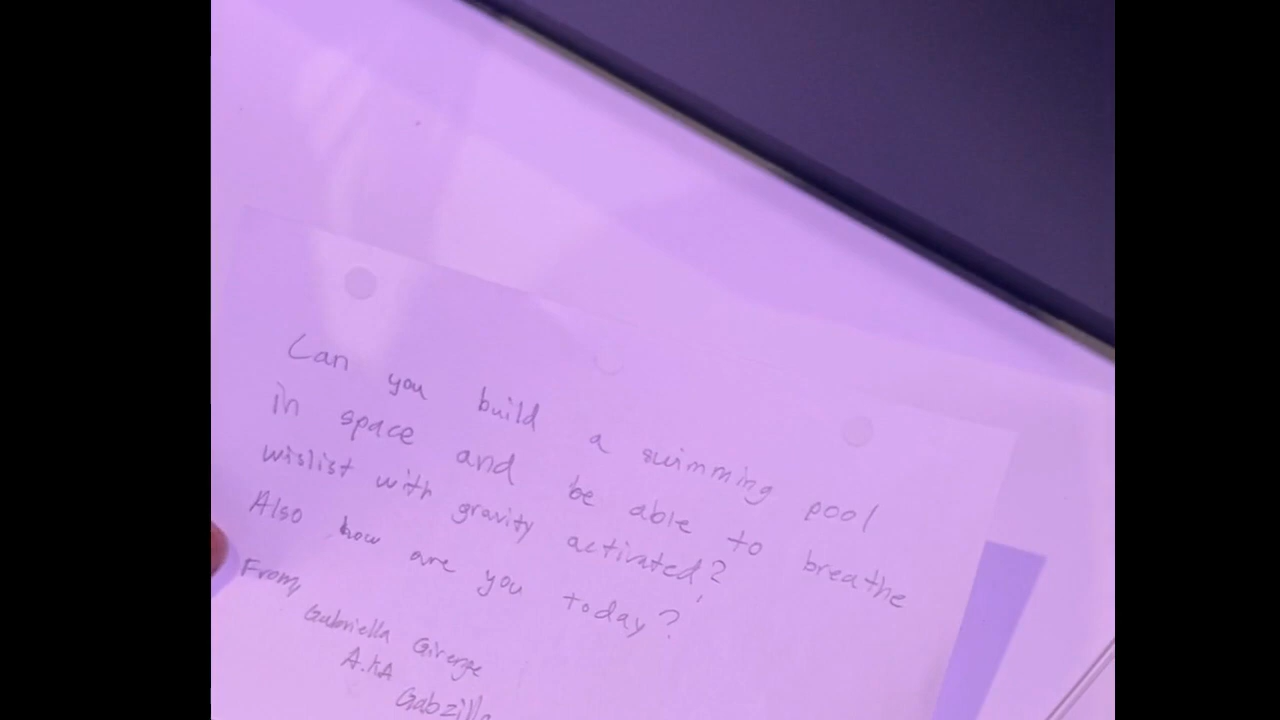 Can you build a swimming pool
in space and be able to breathe
wislist with gravity activated?
Also how are you today?
From,
Gabriella
A.KA
Gabzilla